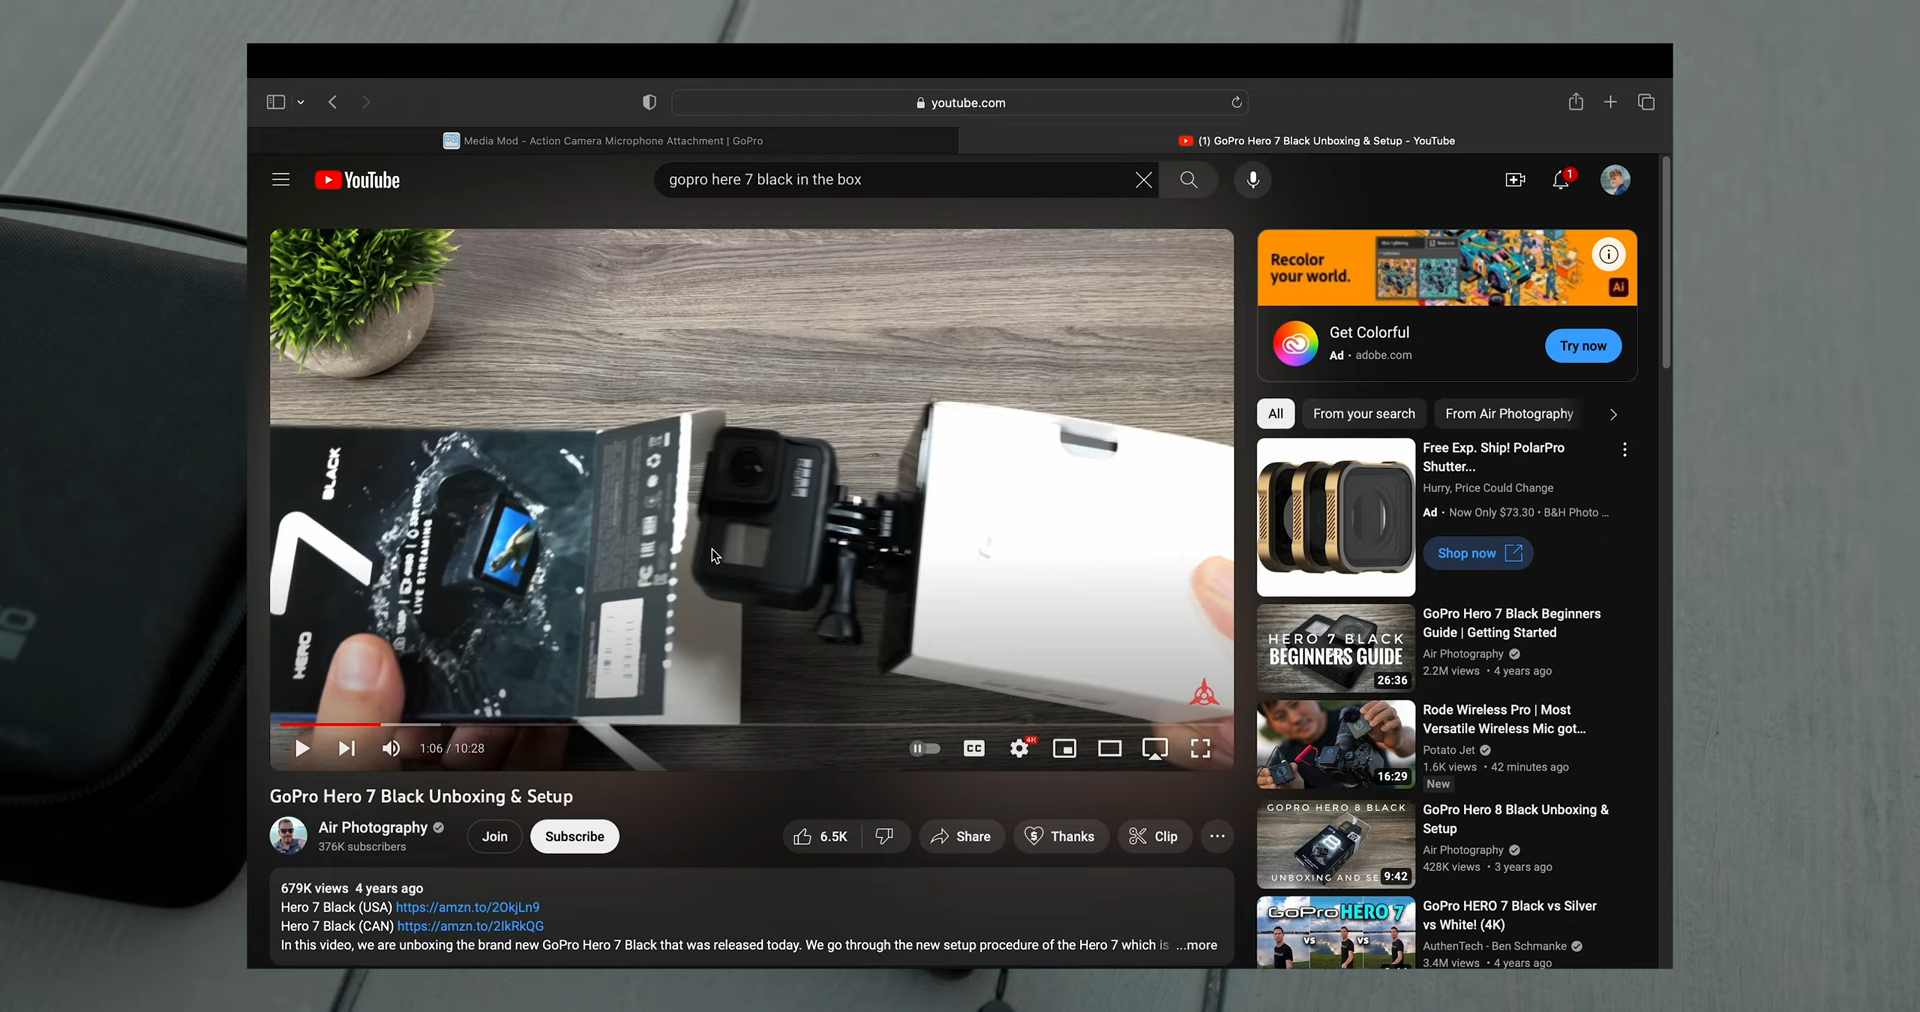 youtube.com
Media Mod - Action Camera Microphone Attachment | GoPro
(1) GoPro Hero 7 Black Unboxing & Setup - YouTube
YouTube
gopro here 7 black in the box
1
BLACK
7
HERO
LIVE STREAMING
GoPro
1:06 / 10:28
CC
4K
GoPro Hero 7 Black Unboxing & Setup
Air Photography
376K subscribers
Join
Subscribe
6.5K
Share
Thanks
Clip
679K views 4 years ago
Hero 7 Black (USA) https://amzn.to/2OkjLn9
Hero 7 Black (CAN) https://amzn.to/2IkRkQG
In this video, we are unboxing the brand new GoPro Hero 7 Black that was released today. We go through the new setup procedure of the Hero 7 which is ...more
Recolor
your world.
Ai
Get Colorful
Ad · adobe.com
Try now
All
From your search
From Air Photography
Free Exp. Ship! PolarPro
Shutter...
Hurry, Price Could Change
Ad · Now Only $73.30 · B&H Photo ...
Shop now
HERO 7 BLACK
BEGINNERS GUIDE
26:36
GoPro Hero 7 Black Beginners
Guide | Getting Started
Air Photography
2.2M views · 4 years ago
16:29
Rode Wireless Pro | Most
Versatile Wireless Mic got...
Potato Jet
1.6K views · 42 minutes ago
New
GOPRO HERO 8 BLACK
UNBOXING AND SE
9:42
GoPro Hero 8 Black Unboxing &
Setup
Air Photography
428K views · 3 years ago
GoPro HERO 7
VS
VS
GoPro HERO 7 Black vs Silver
vs White! (4K)
AuthenTech - Ben Schmanke
3.4M views · 4 years ago